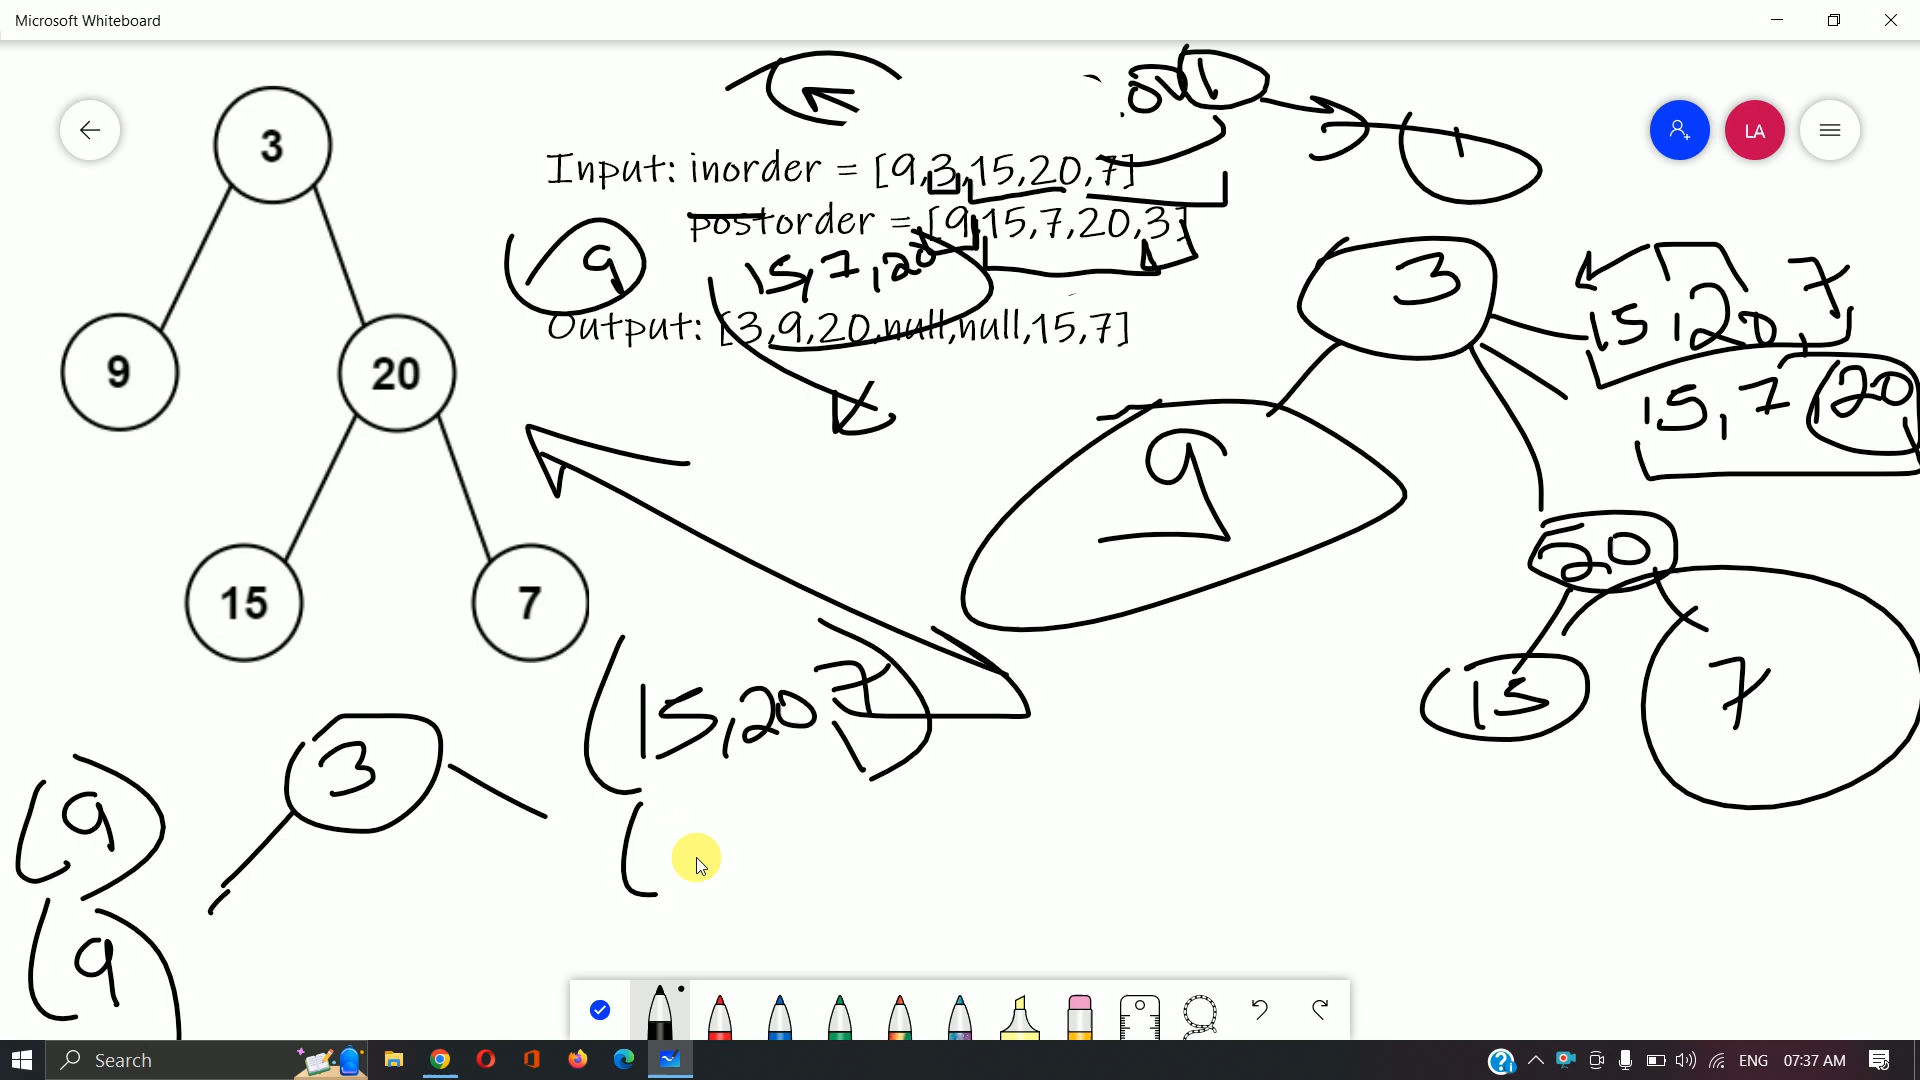 Microsoft Whiteboard
3
9
20
15
7
Input: inorder = [9,3,15,20,7]
postorder = [9,15,7,20,3]
9
15,7,20
Output: [3,9,20,null,null,15,7]
1
LA
3
15,20,7
15,7,20
9
20
15
7
15,20 7
3
9
9
Search
ENG
07:37 AM